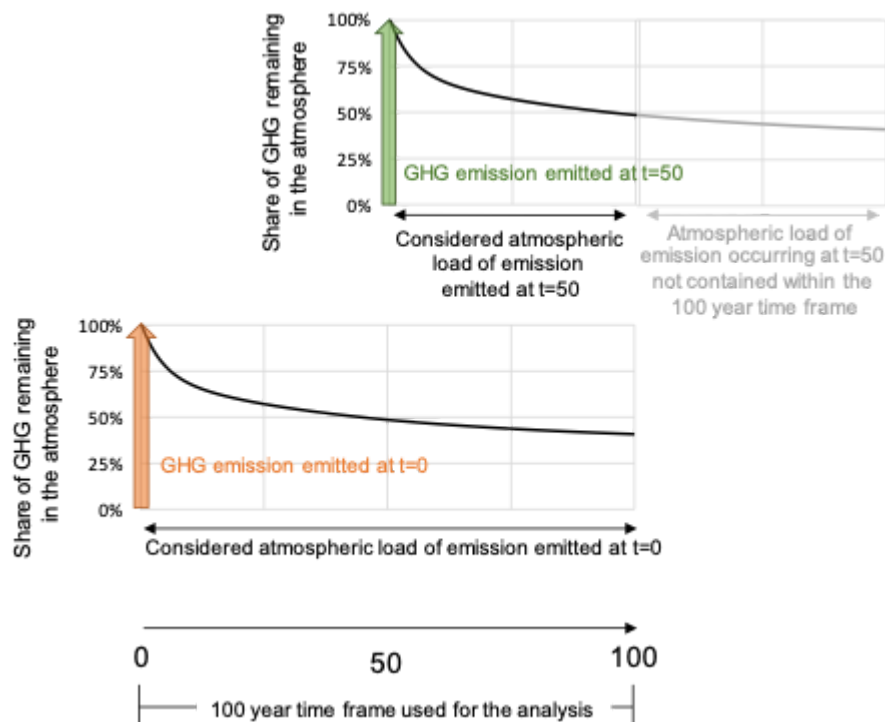 Share of GHG remaining
in the atmosphere
100%
75%
50%
25%
0%
GHG emission emitted at t=50
Considered atmospheric
load of emission
emitted at t=50
Atmospheric load of
emission occurring at t=50
not contained within the
100 year time frame
Share of GHG remaining
in the atmosphere
100%
75%
50%
25%
0%
GHG emission emitted at t=0
Considered atmospheric load of emission emitted at t=0
0
50
100
100 year time frame used for the analysis